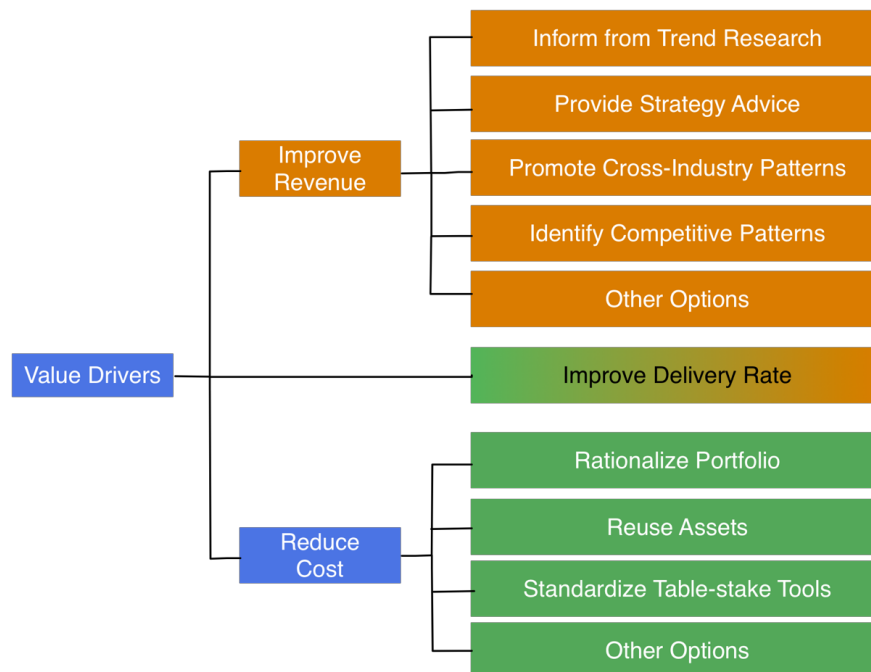 Inform from Trend Research
Provide Strategy Advice
Improve
Revenue
Promote Cross-Industry Patterns
Identify Competitive Patterns
Other Options
Value Drivers
Improve Delivery Rate
Rationalize Portfolio
Reuse Assets
Reduce
Cost
Standardize Table-stake Tools
Other Options